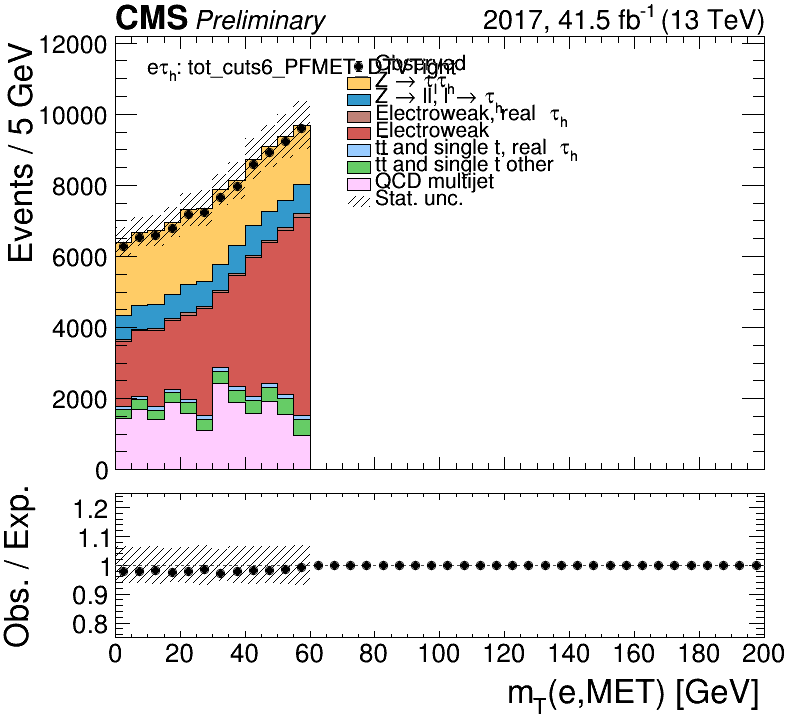 CMS Preliminary 2017, 41.5 fb⁻¹ (13 TeV)
Events / 5 GeV
12000
10000
8000
6000
4000
2000
0
eτh: tot_cuts6_PFMET_DTVTight
Observed
Z → τlτh
Z → ll, l → τh
Electroweak, real τh
Electroweak
tt and single t, real τh
tt and single t other
QCD multijet
Stat. unc.
Obs. / Exp.
1.2
1.1
1
0.9
0.8
0 20 40 60 80 100 120 140 160 180 200
mT(e,MET) [GeV]